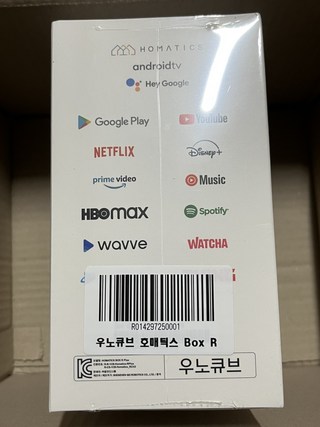 HOMATICS
androidtv
Hey Google
Google Play
YouTube
NETFLIX
Disney+
prime video
Music
HBOmax
Spotify
wavve
WATCHA
R014297250001
우노큐브 호매틱스 Box R
우노큐브